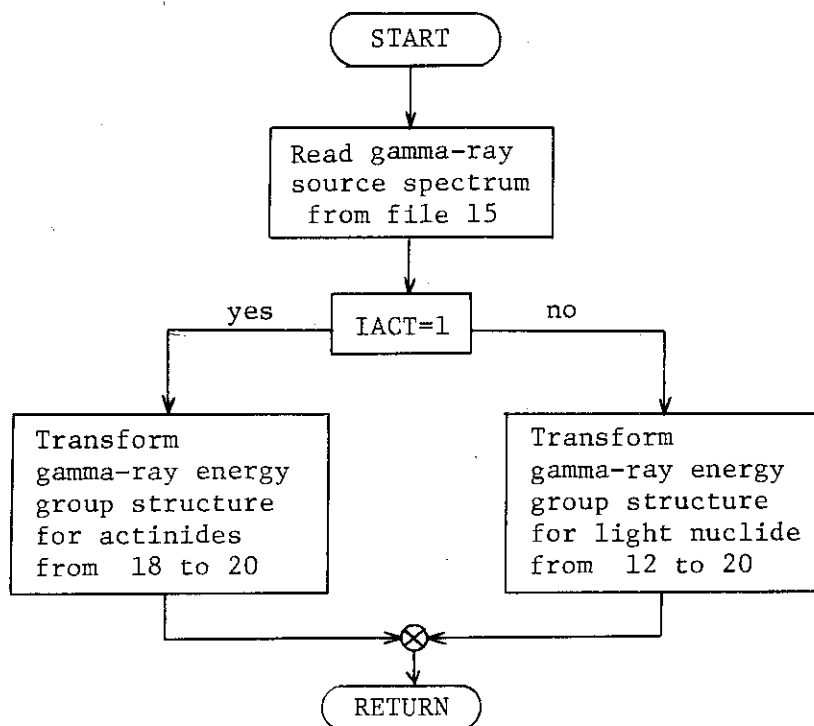 START
Read gamma-ray
source spectrum
from file 15
IACT=1
yes
no
Transform
gamma-ray energy
group structure
for actinides
from 18 to 20
Transform
gamma-ray energy
group structure
for light nuclide
from 12 to 20
RETURN